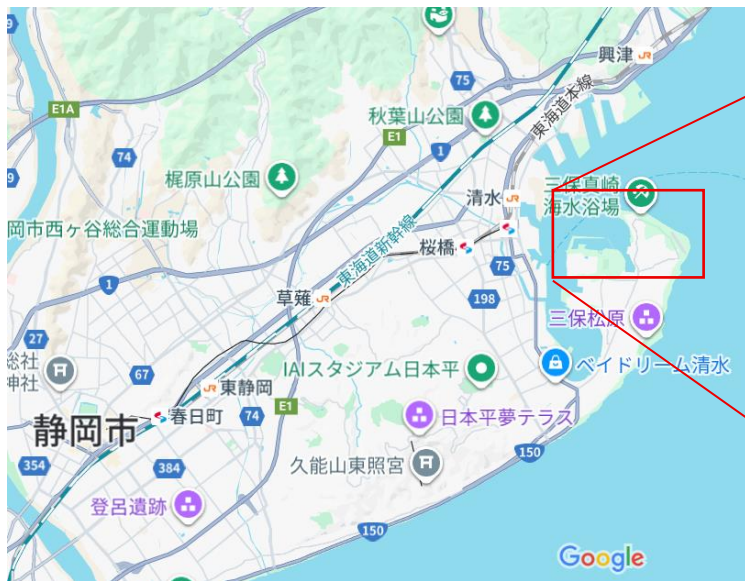 興津
JR
75
E1A
秋葉山公園
東海道本線
E1
74
1
梶原山公園
清水
JR
三保真崎
海水浴場
岡市西ヶ谷総合運動場
東海道新幹線
桜橋
75
1
草薙
JR
198
三保松原
27
総社
神社
67
IAIスタジアム日本平
ベイドリーム清水
JR
東静岡
E1
春日町
74
日本平夢テラス
静岡市
354
384
久能山東照宮
150
登呂遺跡
150
Google